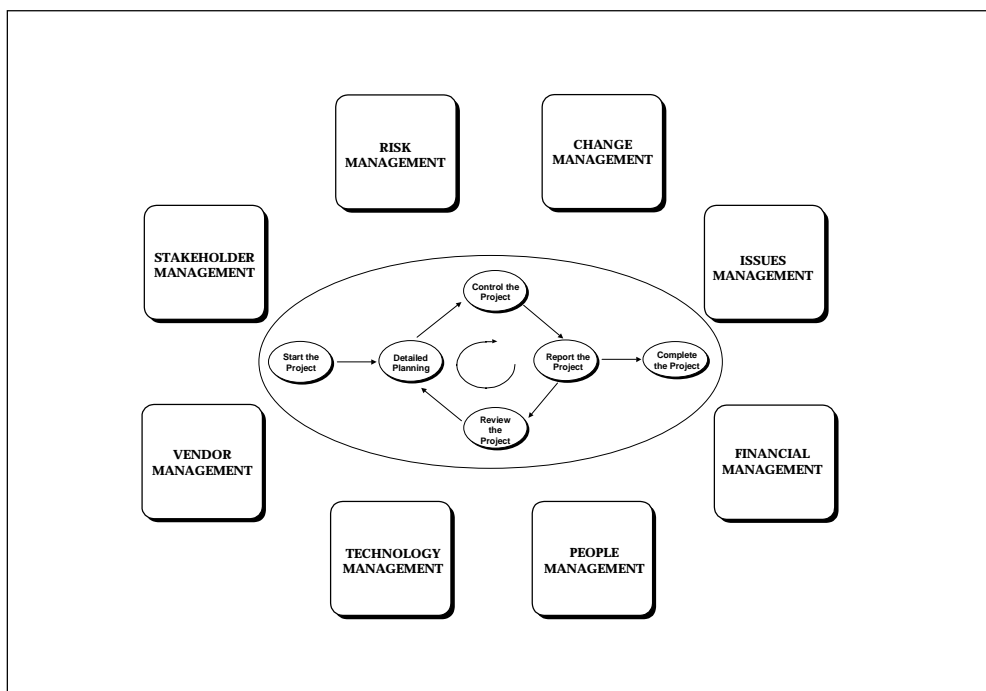 RISK
MANAGEMENT
CHANGE
MANAGEMENT
STAKEHOLDER
MANAGEMENT
ISSUES
MANAGEMENT
Control the
Project
Start the
Project
Detailed
Planning
Report the
Project
Complete
the Project
Review
the
Project
VENDOR
MANAGEMENT
FINANCIAL
MANAGEMENT
TECHNOLOGY
MANAGEMENT
PEOPLE
MANAGEMENT